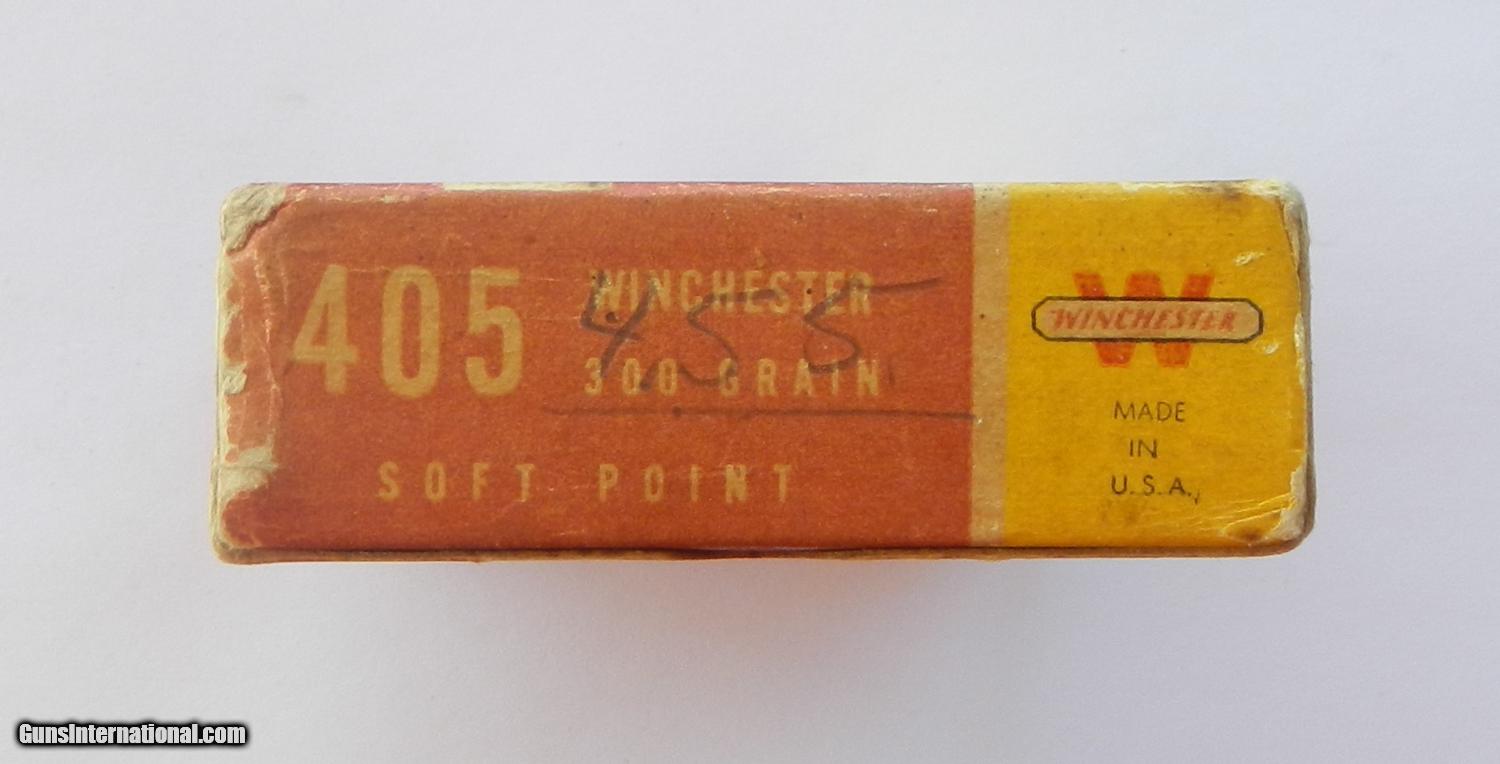 405
WINCHESTER
300 GRAIN
455
SOFT POINT
W
WINCHESTER
MADE
IN
U.S.A.
GunsInternational.com